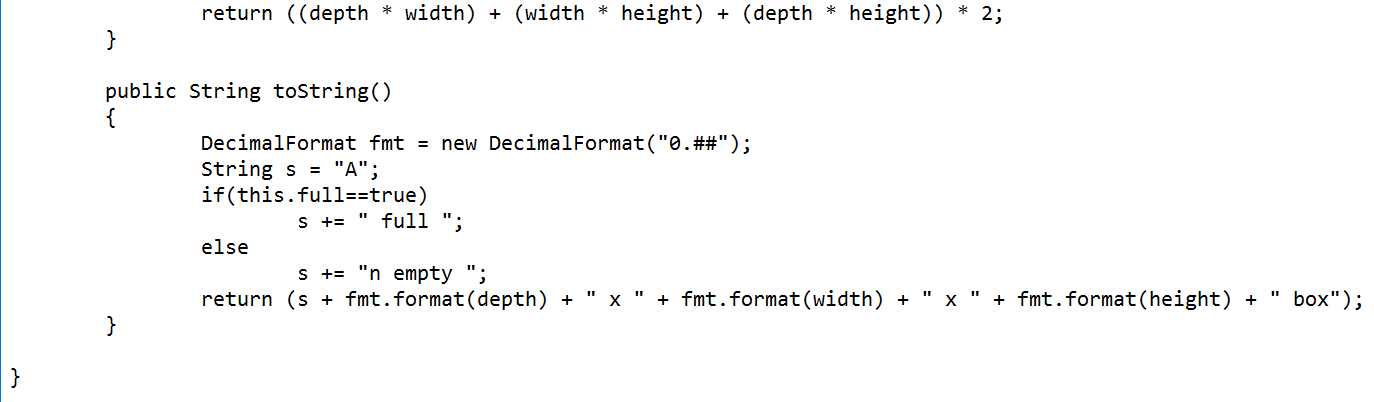 return ((depth * width) + (width * height) + (depth * height)) * 2;
}
public String toString()
{
DecimalFormat fmt = new DecimalFormat("0.##");
String s = "A";
if(this.full==true)
s += " full ";
else
s += "n empty ";
return (s + fmt.format(depth) + " x " + fmt.format(width) + " x " + fmt.format(height) + " box");
}
}